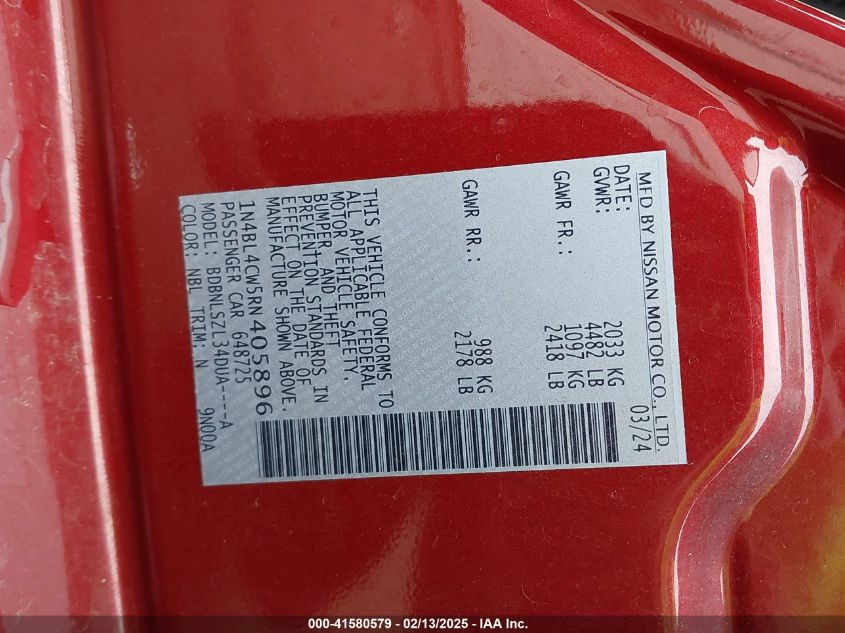 MFD BY NISSAN MOTOR CO., LTD.
DATE: 03/24
GVWR: 2033 KG
4482 LB
GAWR FR.: 1097 KG
2418 LB
GAWR RR.: 988 KG
2178 LB
THIS VEHICLE CONFORMS TO
ALL APPLICABLE FEDERAL
MOTOR VEHICLE SAFETY,
BUMPER AND THEFT
PREVENTION STANDARDS IN
EFFECT ON THE DATE OF
MANUFACTURE SHOWN ABOVE.
1N4BL4CW5RN405896
PASSENGER CAR 648725
MODEL: BDBNLSZL34DUA----A
COLOR: NBL TRIM: N 9N00A
000-41580579 - 02/13/2025 - IAA Inc.